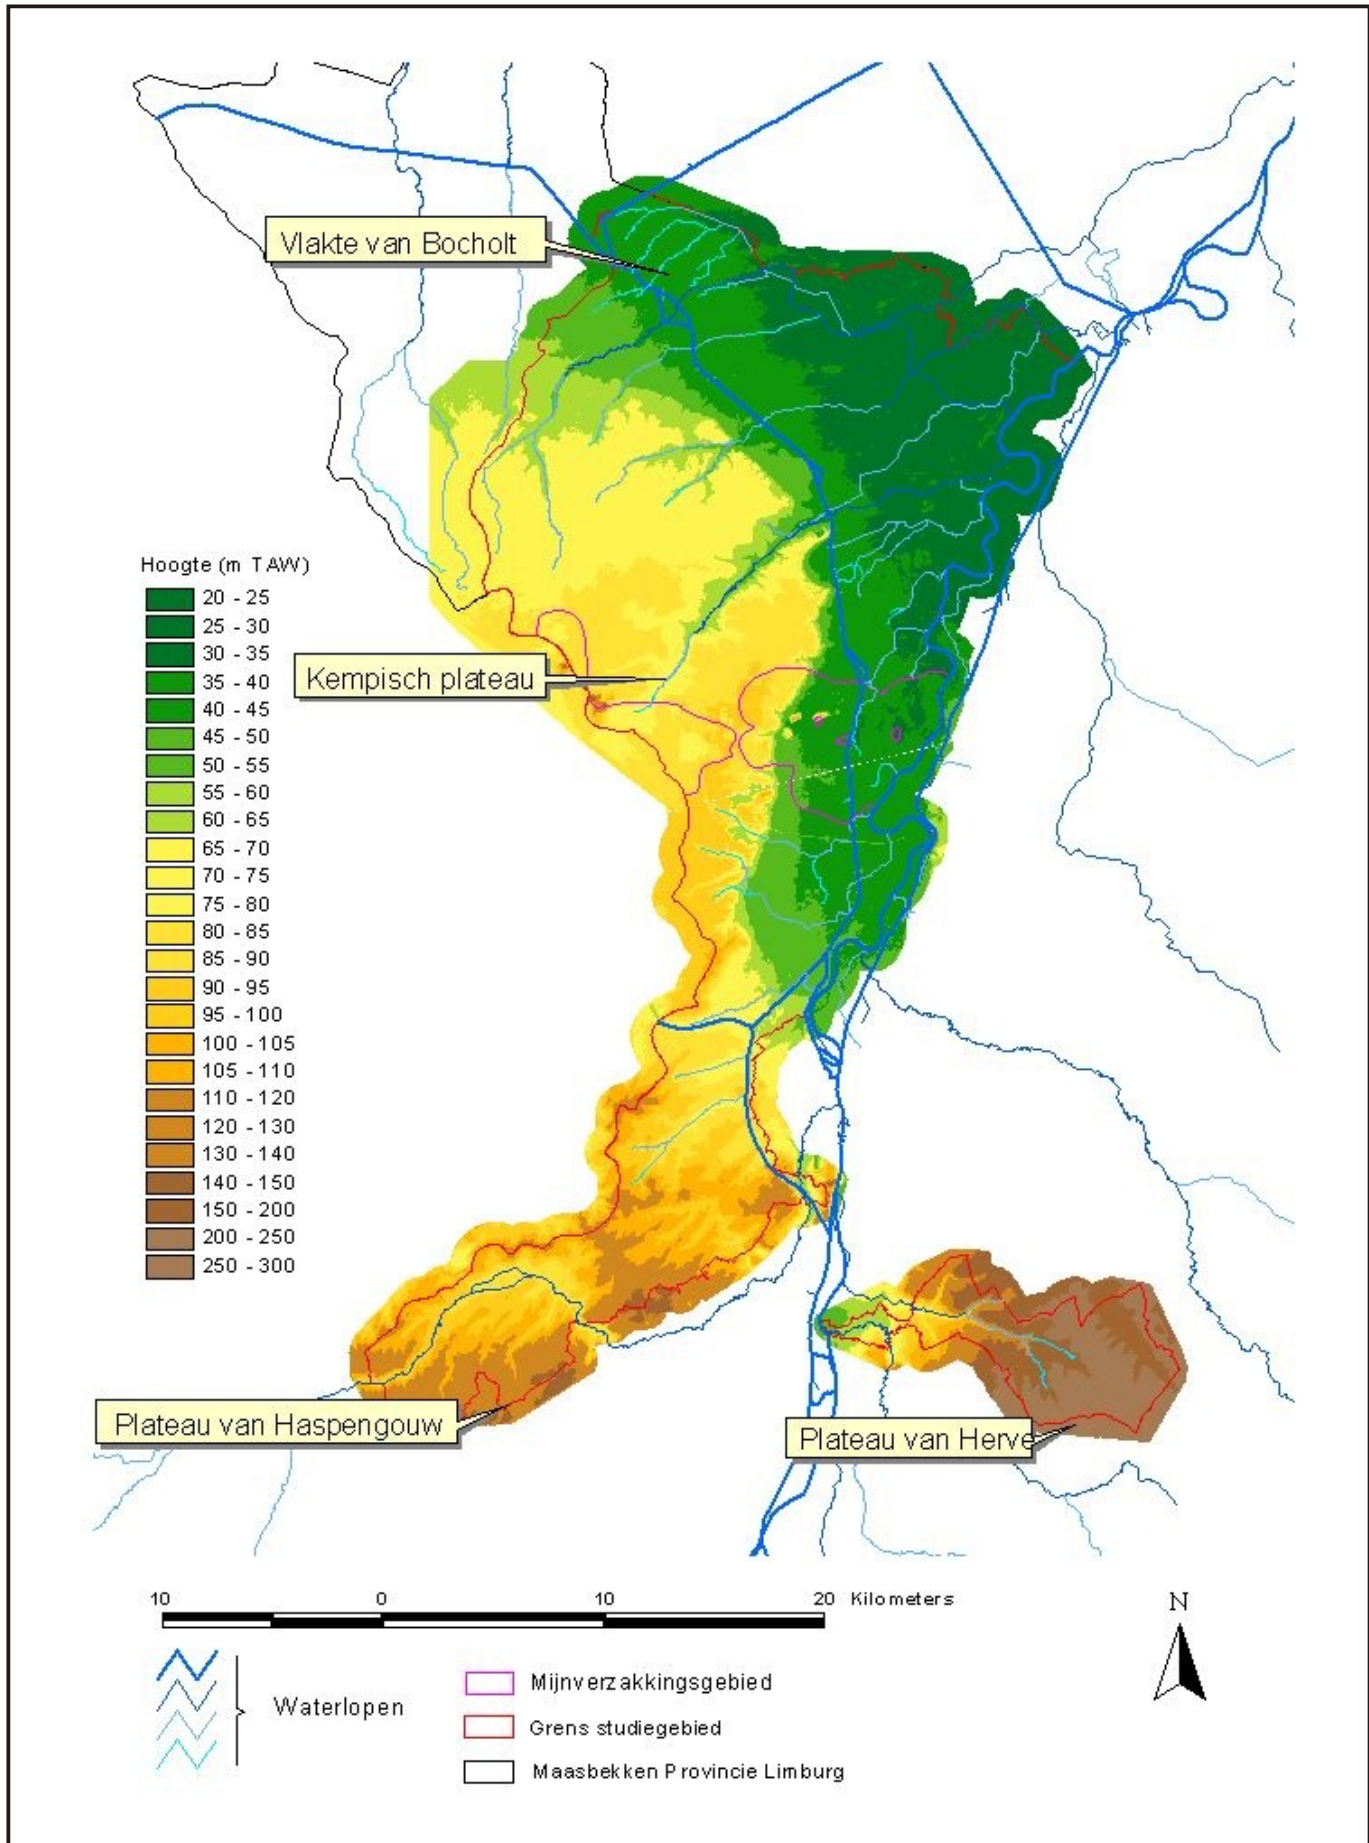 Vlakte van Bocholt
Hoogte (m TAW)
20 - 25
25 - 30
30 - 35
35 - 40
40 - 45
45 - 50
50 - 55
55 - 60
60 - 65
65 - 70
70 - 75
75 - 80
80 - 85
85 - 90
90 - 95
95 - 100
100 - 105
105 - 110
110 - 120
120 - 130
130 - 140
140 - 150
150 - 200
200 - 250
250 - 300
Kempisch plateau
Plateau van Haspengouw
Plateau van Herve
10 0 10 20 Kilometers
N
Waterlopen
Mijnverzakkingsgebied
Grens studiegebied
Maasbekken Provincie Limburg